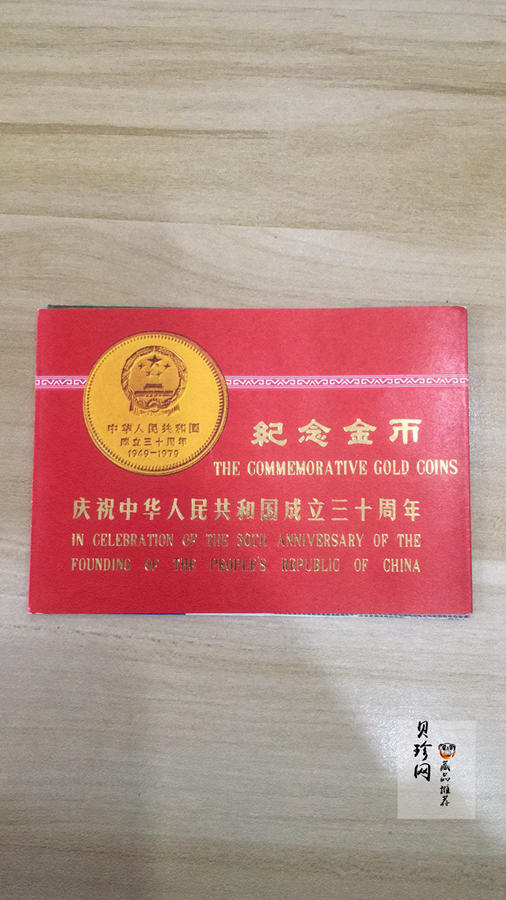 中华人民共和国
成立三十周年
1949—1979
紀念金币
THE COMMEMORATIVE GOLD COINS
庆祝中华人民共和国成立三十周年
IN CELEBRATION OF THE 30TH ANNIVERSARY OF THE
FOUNDING OF THE PEOPLE'S REPUBLIC OF CHINA
贝珍网
藏品推荐